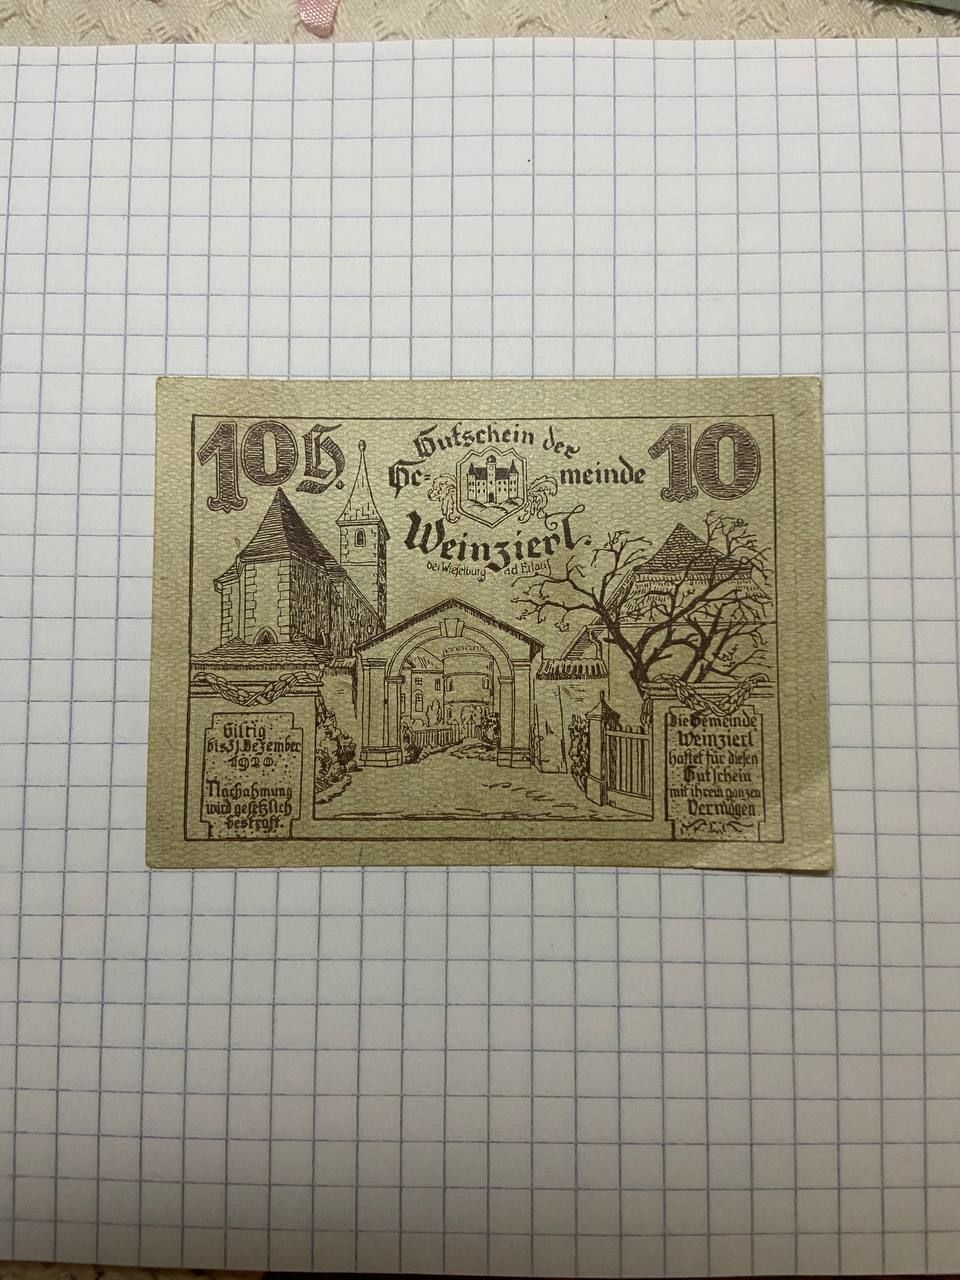 10 H.
Gutschein der
Ge=
meinde
10
Weinzierl.
bei Wieselburg a d Erlauf
Giltig
bis 31. Dezember
1920.
Nachahmung
wird gesetzlich
bestraft.
Die Gemeinde
Weinzierl
haftet für diesen
Gutschein
mit ihrem ganzen
Vermögen